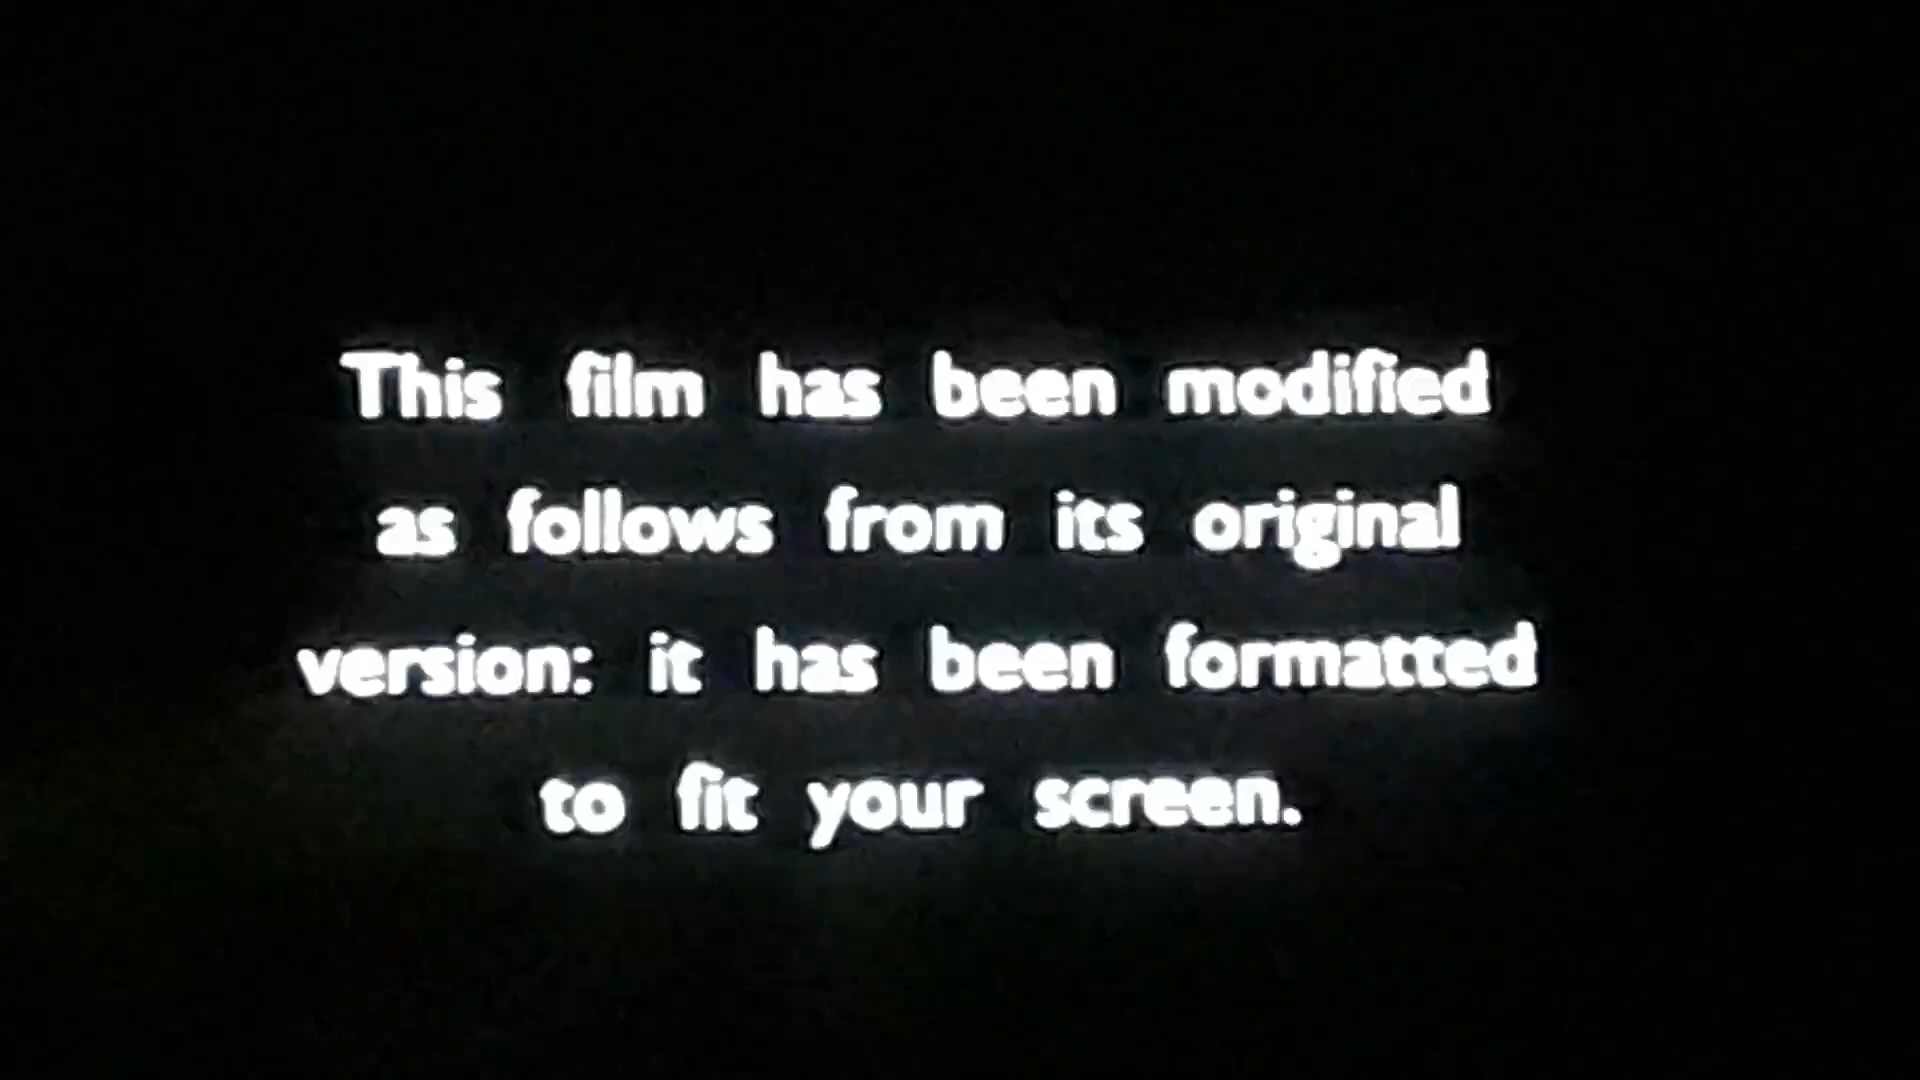 This film has been modified
as follows from its original
version: it has been formatted
to fit your screen.